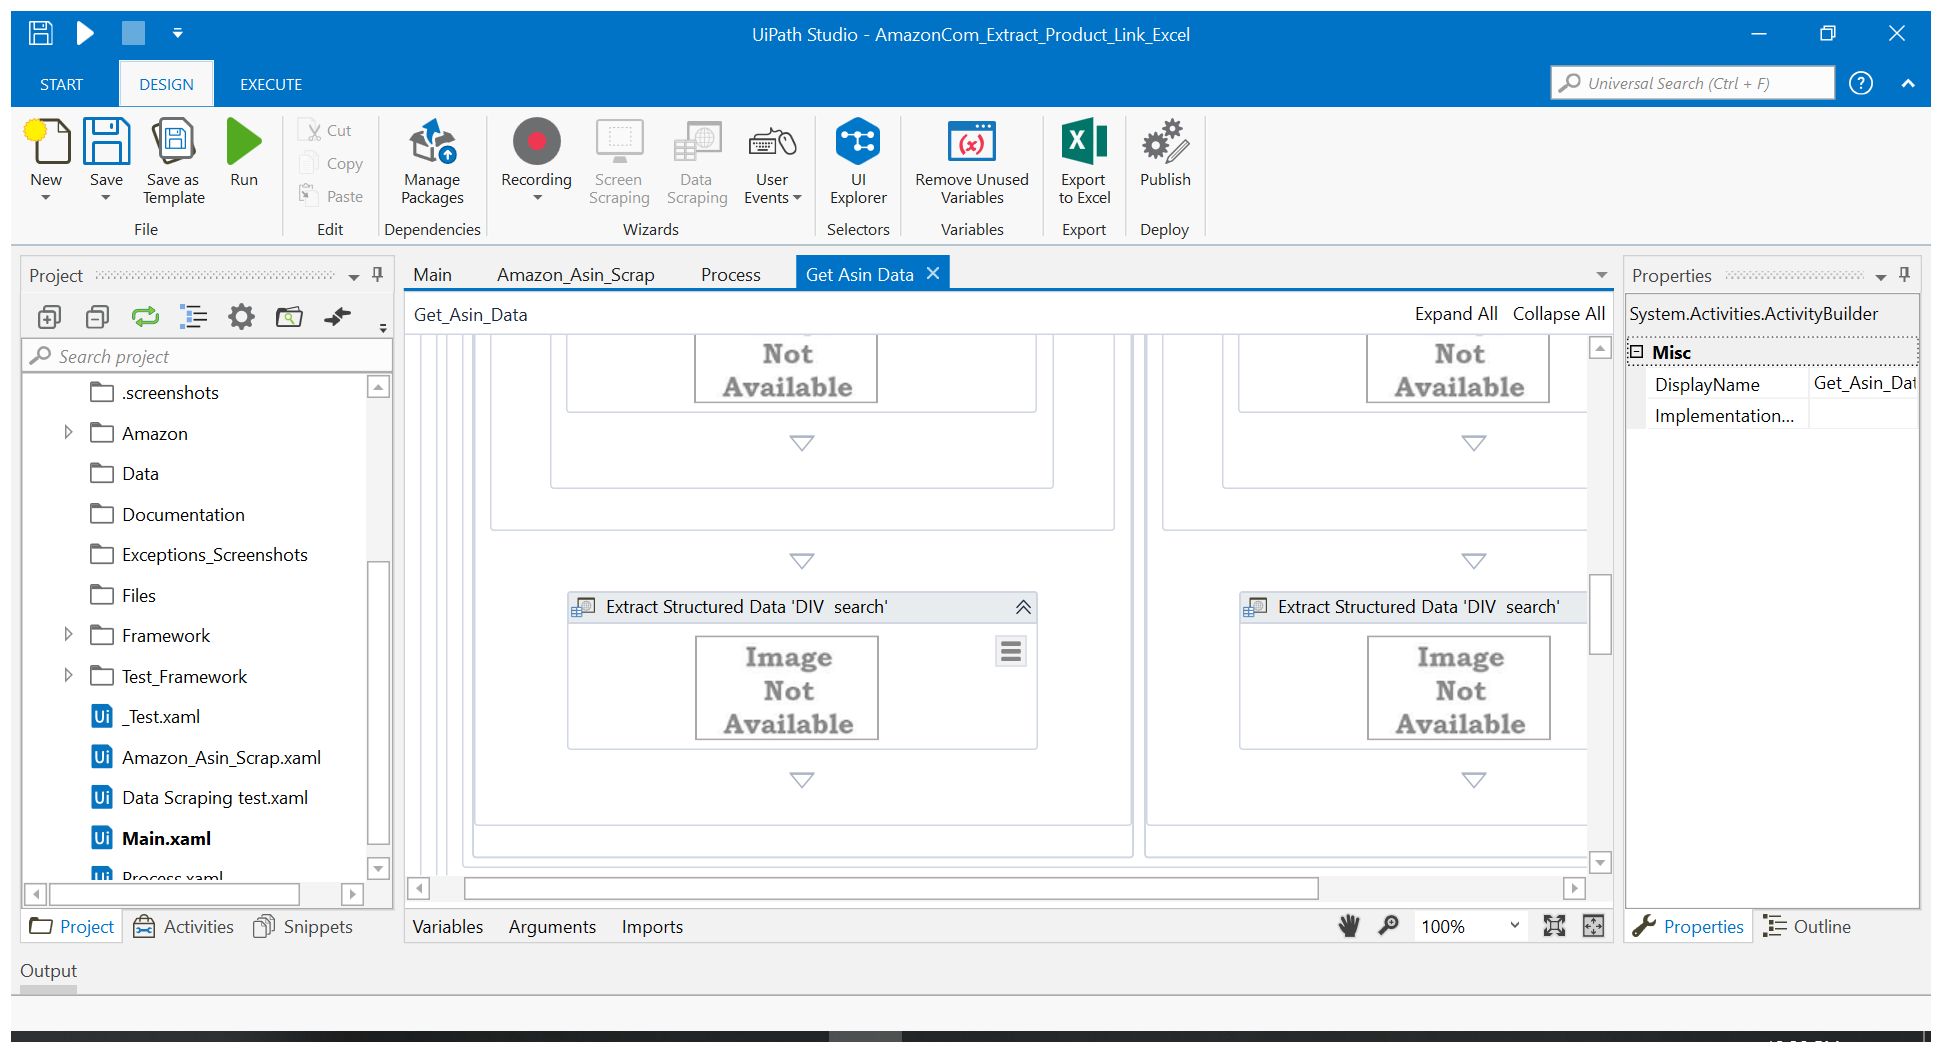 UiPath Studio - AmazonCom_Extract_Product_Link_Excel
START DESIGN EXECUTE
Universal Search (Ctrl + F)
New
Save
Save as
Template
Run
File
Cut
Copy
Paste
Edit
Manage
Packages
Dependencies
Recording
Screen
Scraping
Data
Scraping
User
Events
Wizards
UI
Explorer
Selectors
Remove Unused
Variables
Variables
Export
to Excel
Export
Publish
Deploy
Project
Search project
.screenshots
Amazon
Data
Documentation
Exceptions_Screenshots
Files
Framework
Test_Framework
Ui _Test.xaml
Ui Amazon_Asin_Scrap.xaml
Ui Data Scraping test.xaml
Ui Main.xaml
Ui Process.xaml
Project Activities Snippets
Main Amazon_Asin_Scrap Process Get Asin Data
Get_Asin_Data
Expand All Collapse All
Not
Available
Not
Available
Extract Structured Data 'DIV search'
Image
Not
Available
Extract Structured Data 'DIV search'
Image
Not
Available
Variables Arguments Imports
100%
Properties
System.Activities.ActivityBuilder
Misc
DisplayName Get_Asin_Dat
Implementation...
Properties Outline
Output